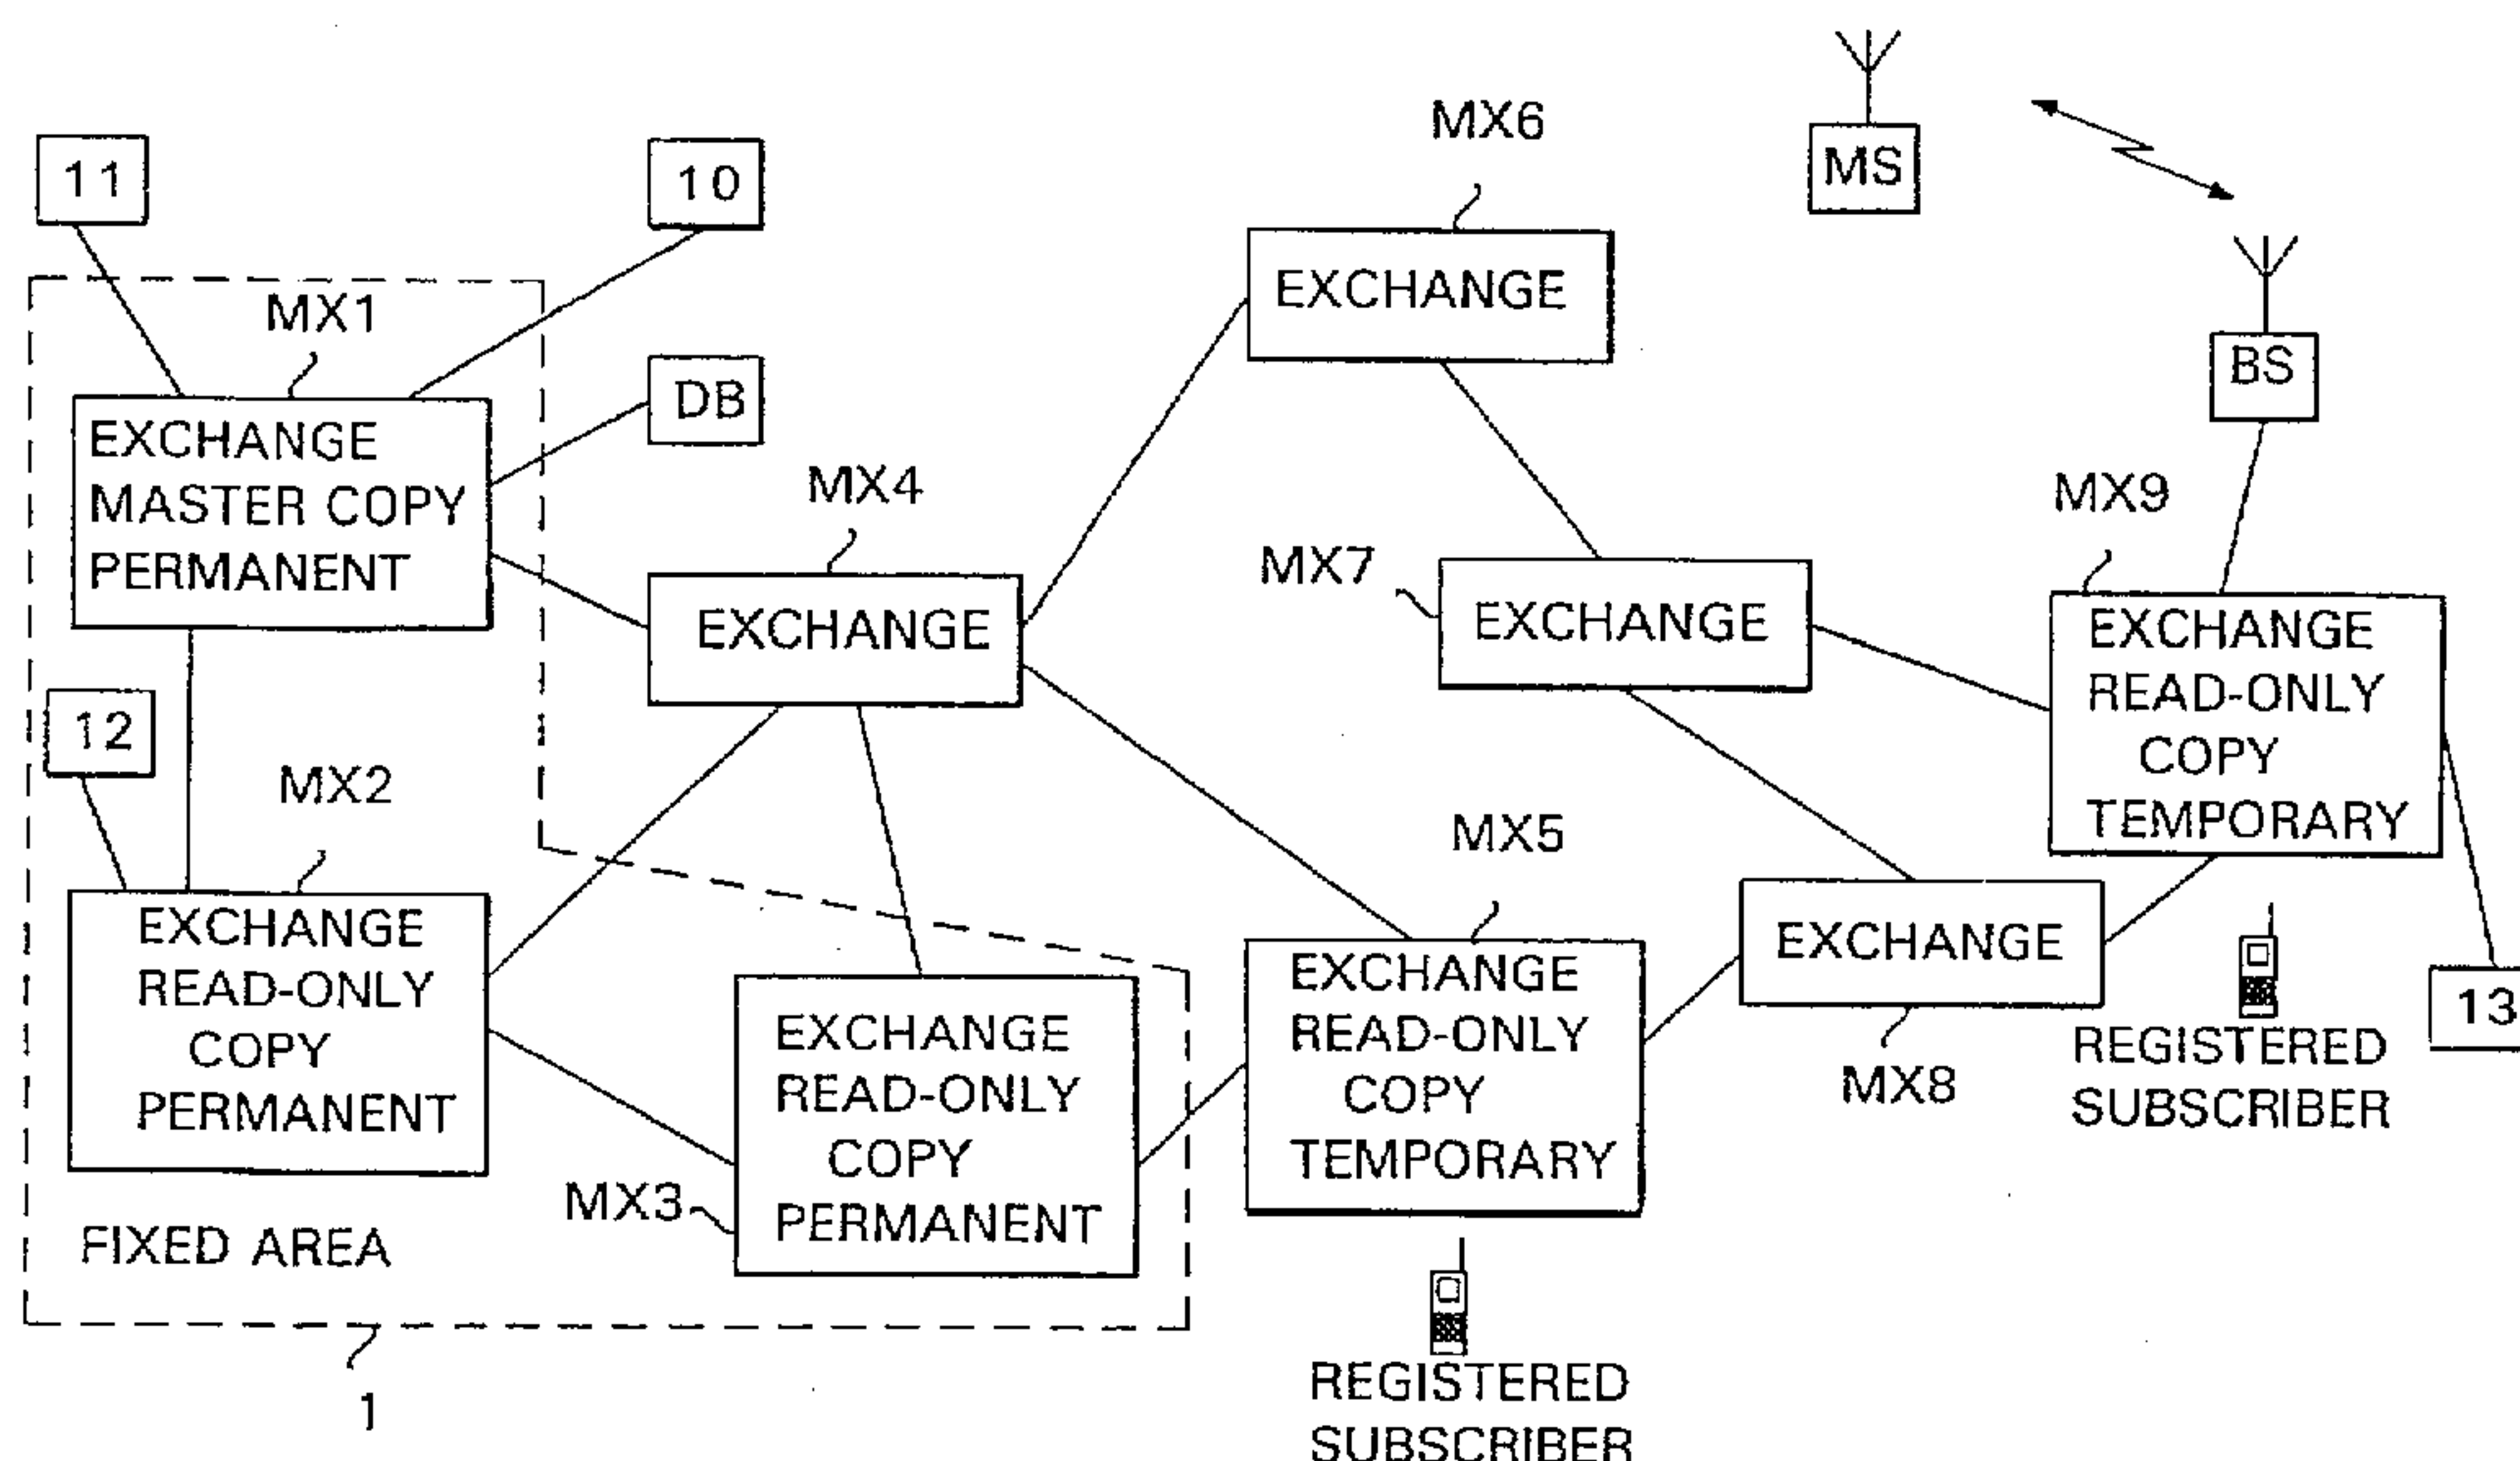 MX6
MS
11
10
MX1
EXCHANGE
BS
DB
EXCHANGE
MASTER COPY
PERMANENT
MX4
MX9
MX7
EXCHANGE
EXCHANGE
EXCHANGE
READ-ONLY
COPY
TEMPORARY
12
MX2
MX5
EXCHANGE
READ-ONLY
COPY
PERMANENT
EXCHANGE
EXCHANGE
READ-ONLY
COPY
TEMPORARY
13
EXCHANGE
READ-ONLY
COPY
PERMANENT
MX8
REGISTERED
SUBSCRIBER
MX3
FIXED AREA
1
REGISTERED
SUBSCRIBER